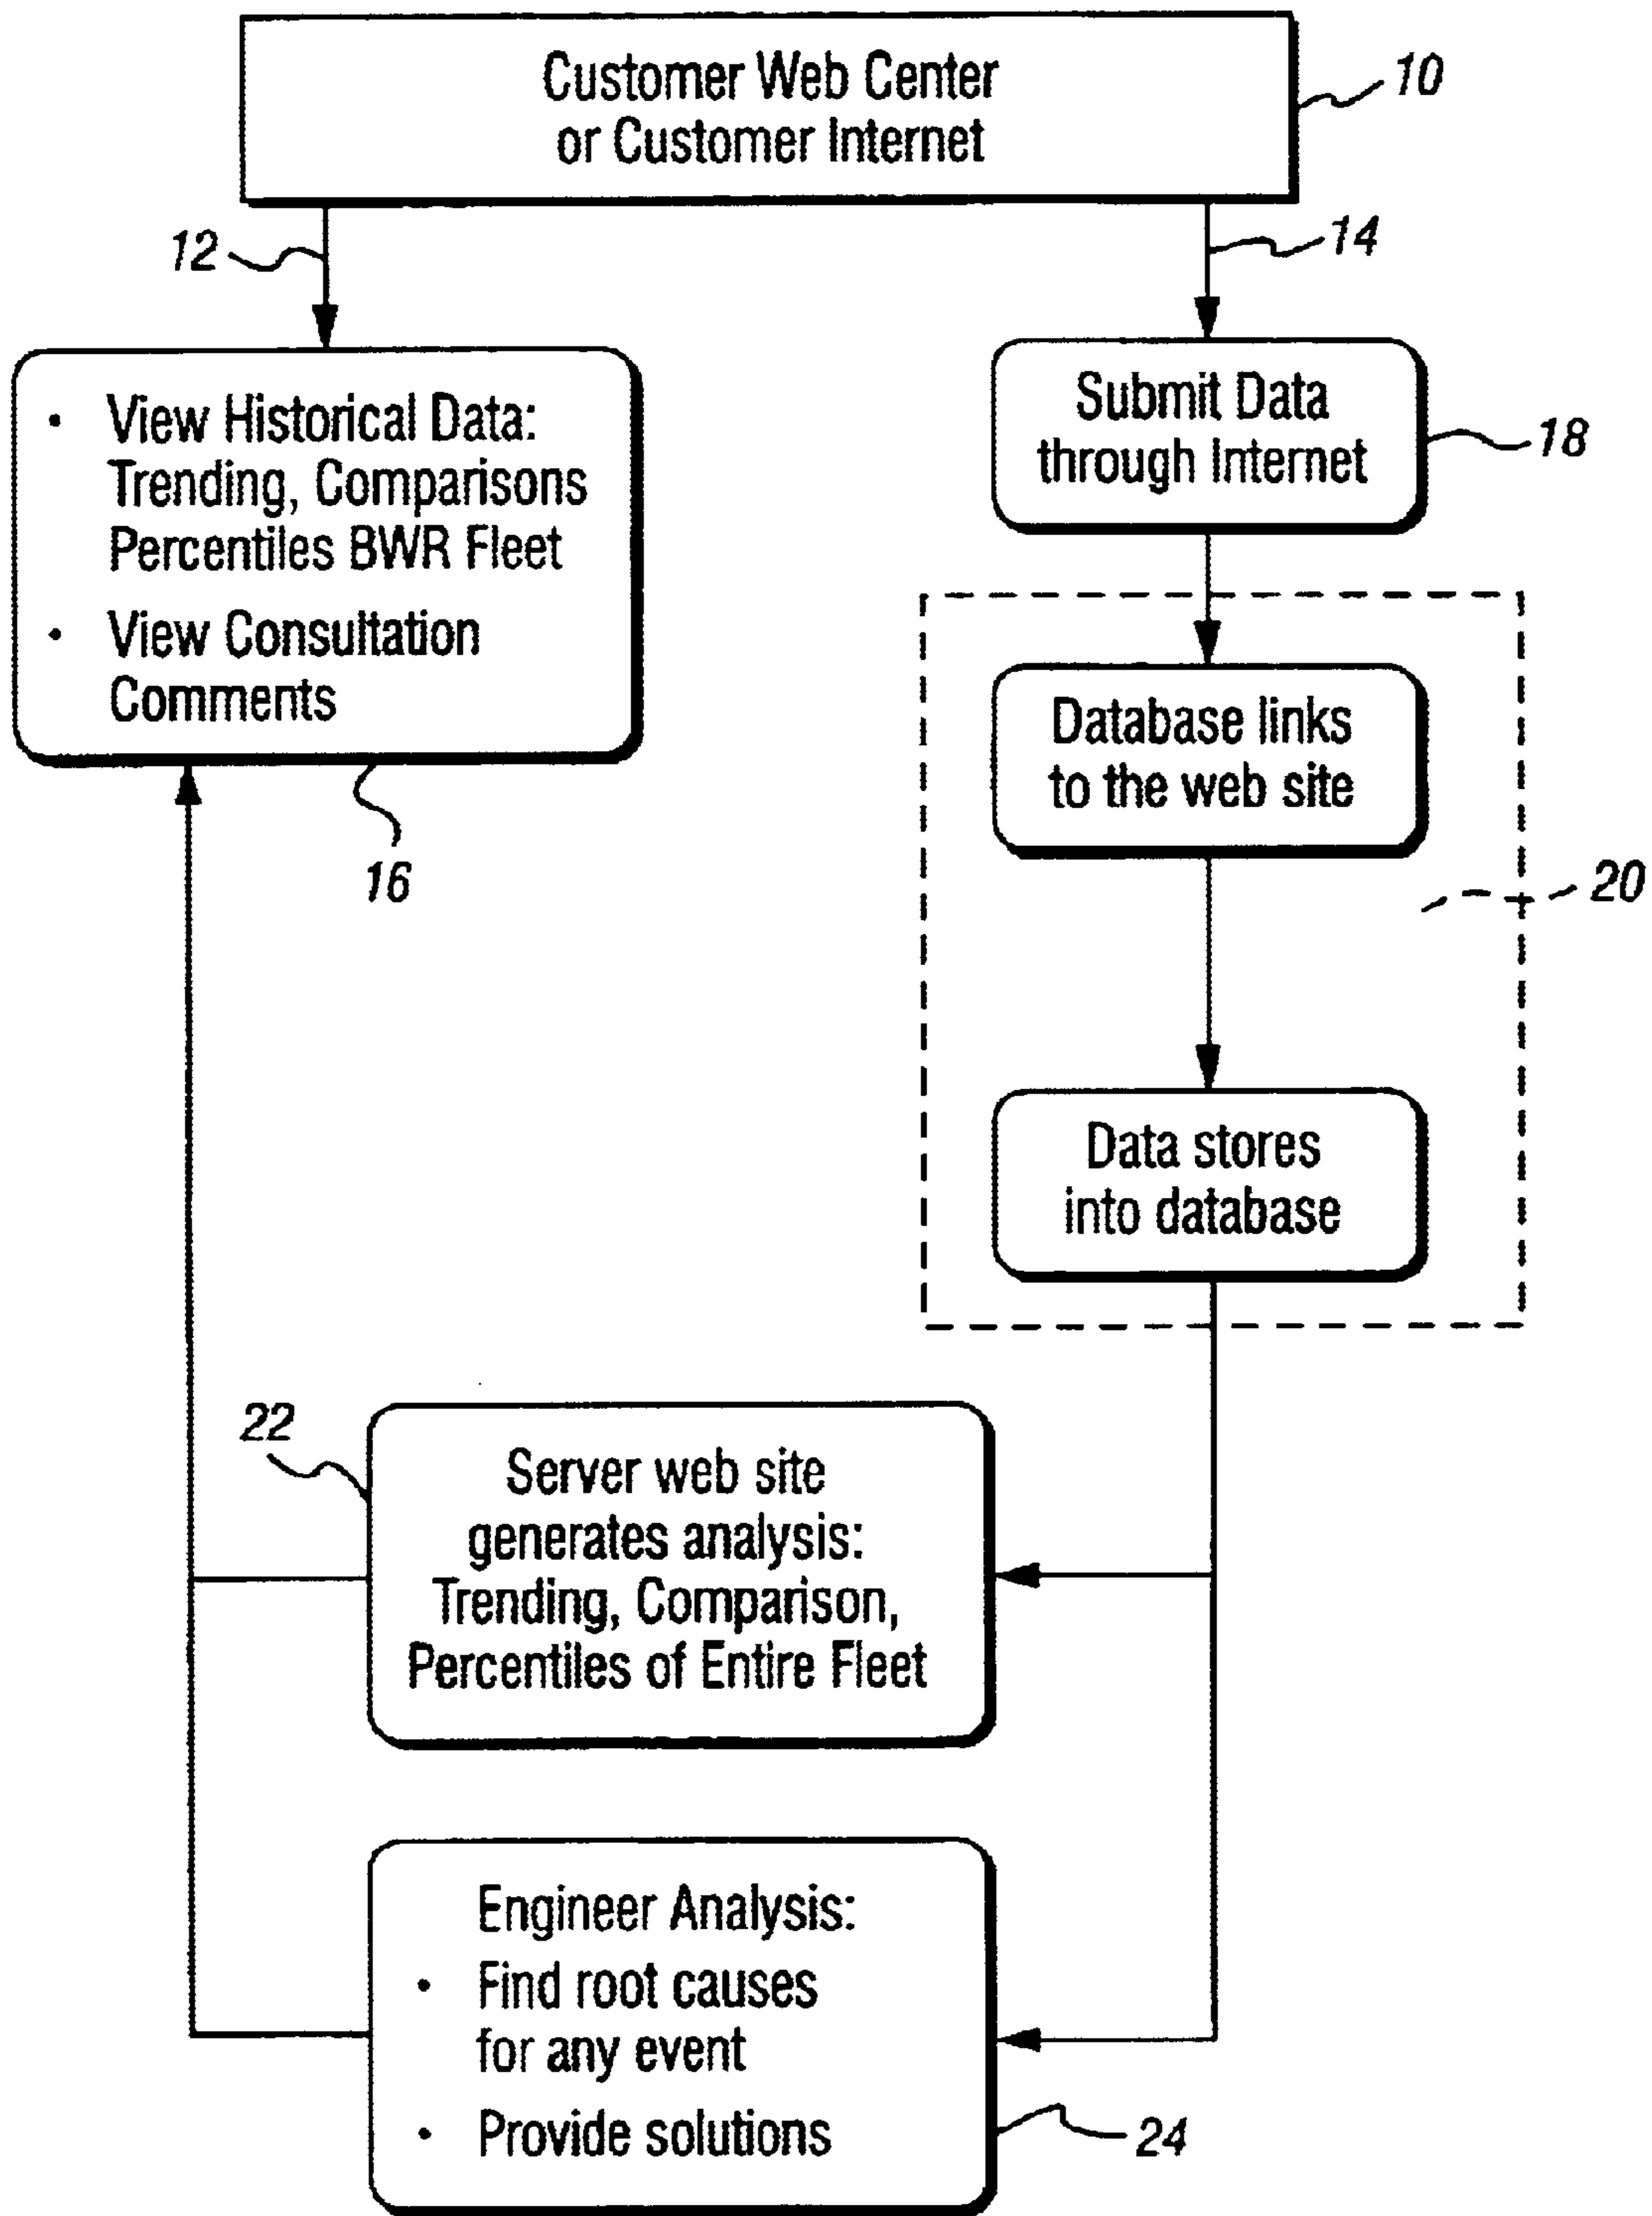 Customer Web Center
or Customer Internet
10
12
14
• View Historical Data:
Trending, Comparisons
Percentiles BWR Fleet
• View Consultation
Comments
16
Submit Data
through Internet
18
Database links
to the web site
20
Data stores
into database
22
Server web site
generates analysis:
Trending, Comparison,
Percentiles of Entire Fleet
Engineer Analysis:
• Find root causes
for any event
• Provide solutions
24